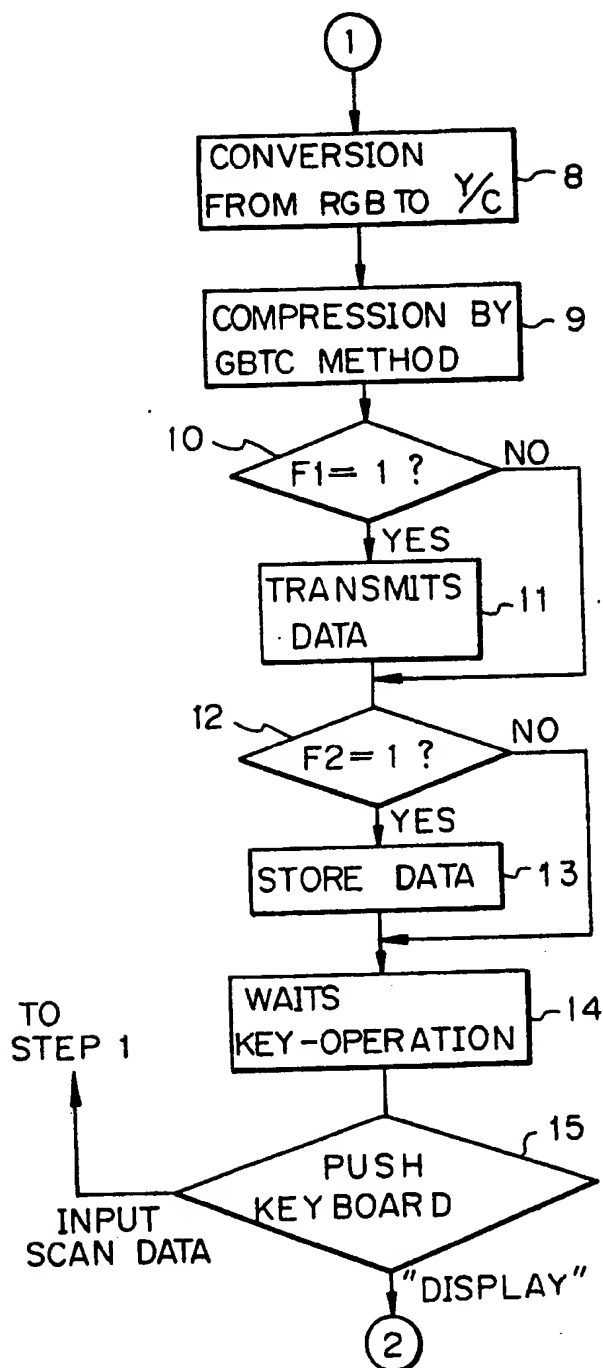 1
CONVERSION
FROM RGB TO Y/C
8
COMPRESSION BY
GBTC METHOD
9
10
F1= 1 ?
NO
YES
TRANSMITS
DATA
11
12
F2= 1 ?
NO
YES
STORE DATA
13
WAITS
KEY-OPERATION
14
TO
STEP 1
15
PUSH
KEYBOARD
INPUT
SCAN DATA
"DISPLAY"
2